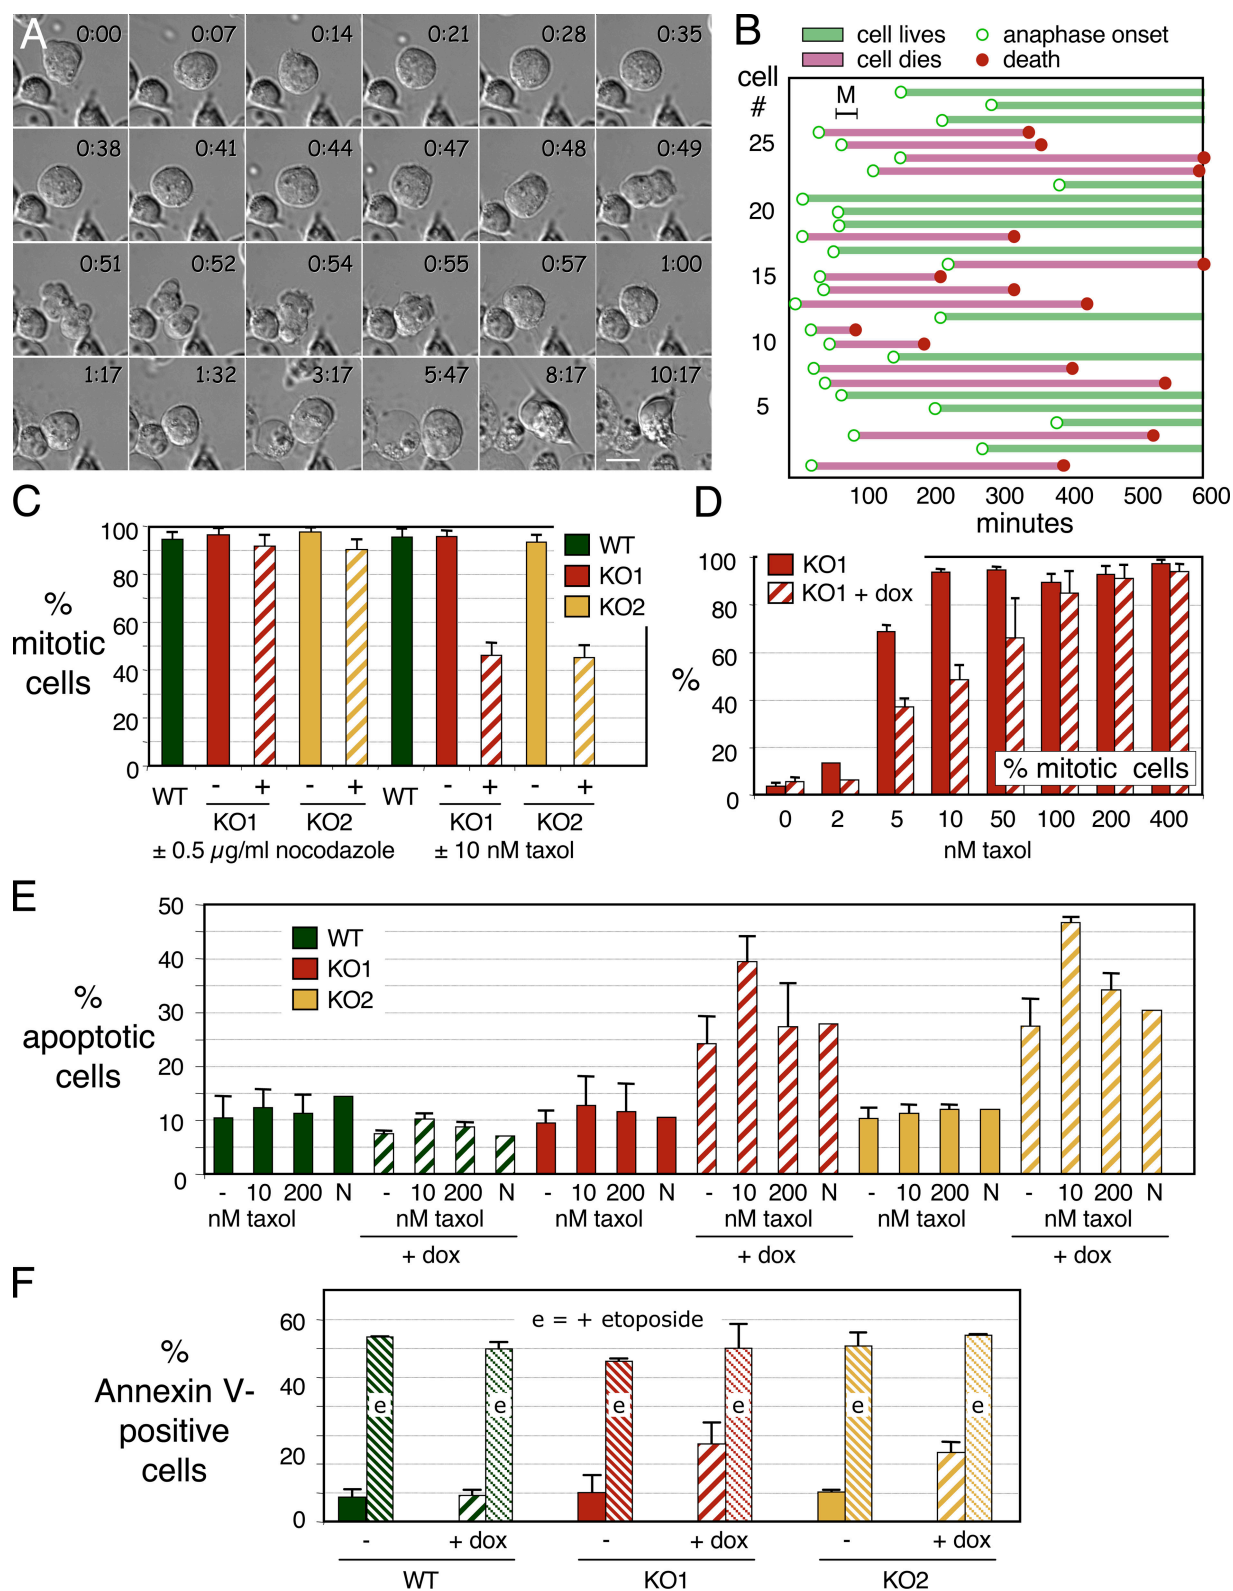 A
0:00 0:07 0:14 0:21 0:28 0:35
0:38 0:41 0:44 0:47 0:48 0:49
0:51 0:52 0:54 0:55 0:57 1:00
1:17 1:32 3:17 5:47 8:17 10:17
B
cell lives anaphase onset
cell dies death
cell
#
M
25
20
15
10
5
100 200 300 400 500 600
minutes
C
%
mitotic
cells
100
80
60
40
20
0
WT
KO1
KO2
WT - + - + WT - + - +
KO1 KO2 KO1 KO2
± 0.5 µg/ml nocodazole ± 10 nM taxol
D
%
100
80
60
40
20
0
KO1
KO1 + dox
% mitotic cells
0 2 5 10 50 100 200 400
nM taxol
E
%
apoptotic
cells
50
40
30
20
10
0
WT
KO1
KO2
- 10 200 N - 10 200 N - 10 200 N - 10 200 N - 10 200 N - 10 200 N
nM taxol nM taxol nM taxol nM taxol nM taxol nM taxol
+ dox + dox + dox
F
%
Annexin V-
positive
cells
60
40
20
0
e = + etoposide
e e e e e e
- + dox - + dox - + dox
WT KO1 KO2